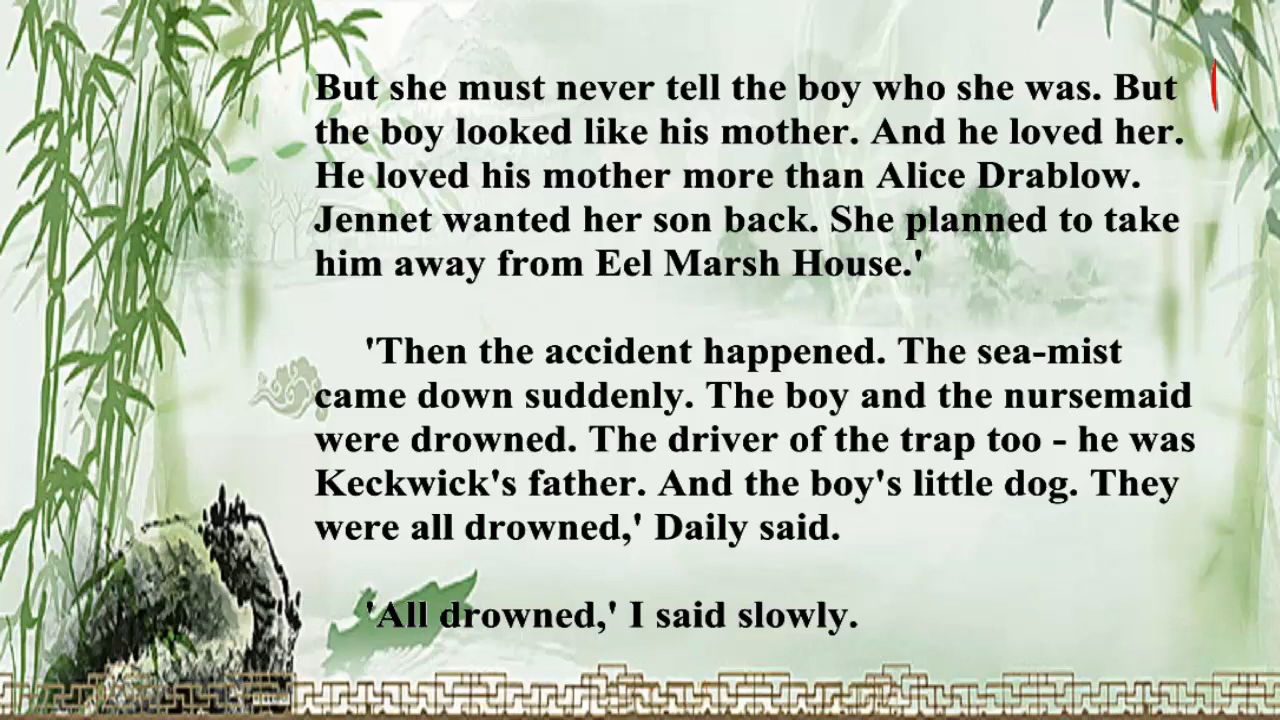 But she must never tell the boy who she was. But
the boy looked like his mother. And he loved her.
He loved his mother more than Alice Drablow.
Jennet wanted her son back. She planned to take
him away from Eel Marsh House.'
'Then the accident happened. The sea-mist
came down suddenly. The boy and the nursemaid
were drowned. The driver of the trap too - he was
Keckwick's father. And the boy's little dog. They
were all drowned,' Daily said.
'All drowned,' I said slowly.